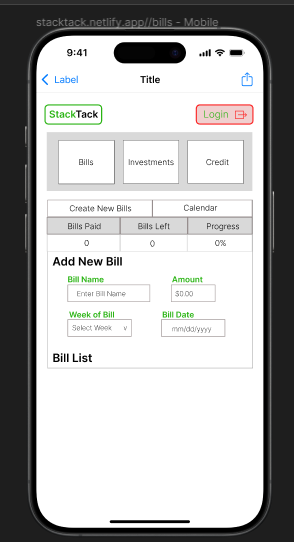 stacktack.netlify.app//bills - Mobile
9:41
Label Title
StackTack Login
Bills Investments Credit
Create New Bills Calendar
Bills Paid Bills Left Progress
0 0 0%
Add New Bill
Bill Name Amount
Enter Bill Name $0.00
Week of Bill Bill Date
Select Week mm/dd/yyyy
Bill List